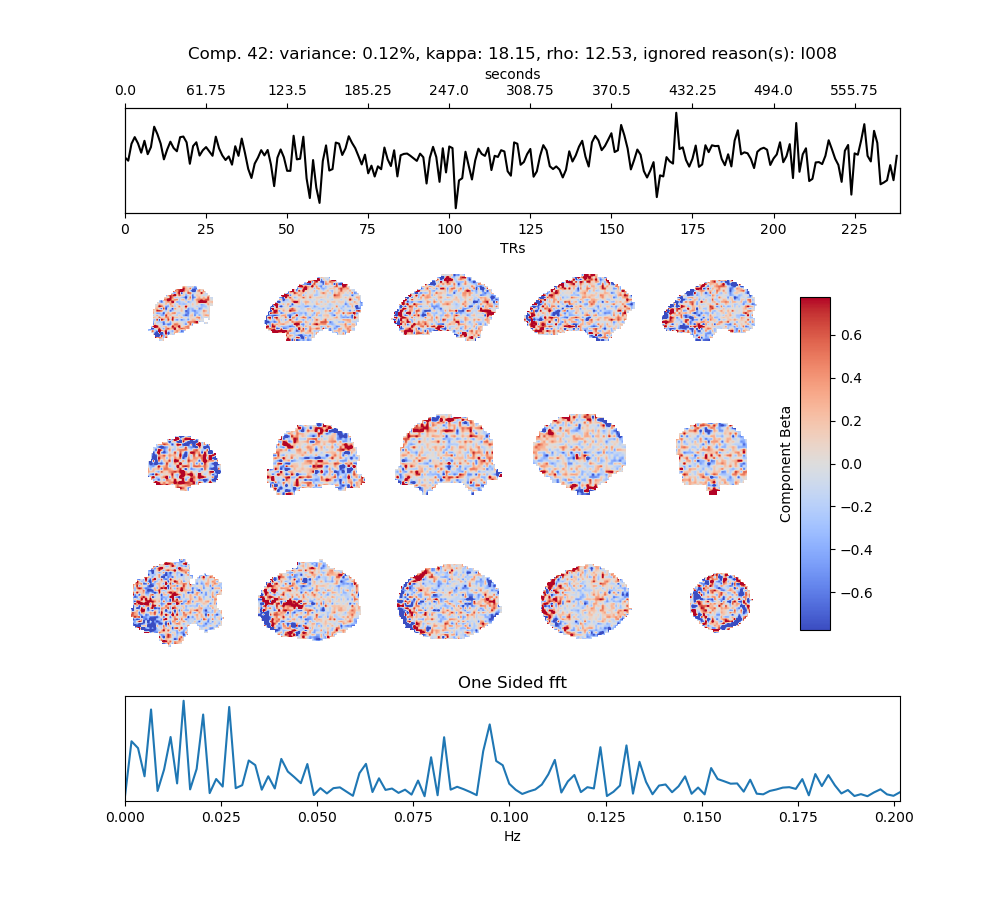 Comp. 42: variance: 0.12%, kappa: 18.15, rho: 12.53, ignored reason(s): I008
seconds
0.0 61.75 123.5 185.25 247.0 308.75 370.5 432.25 494.0 555.75
0 25 50 75 100 125 150 175 200 225
TRs
0.6
0.4
0.2
0.0
−0.2
−0.4
−0.6
Component Beta
One Sided fft
0.000 0.025 0.050 0.075 0.100 0.125 0.150 0.175 0.200
Hz